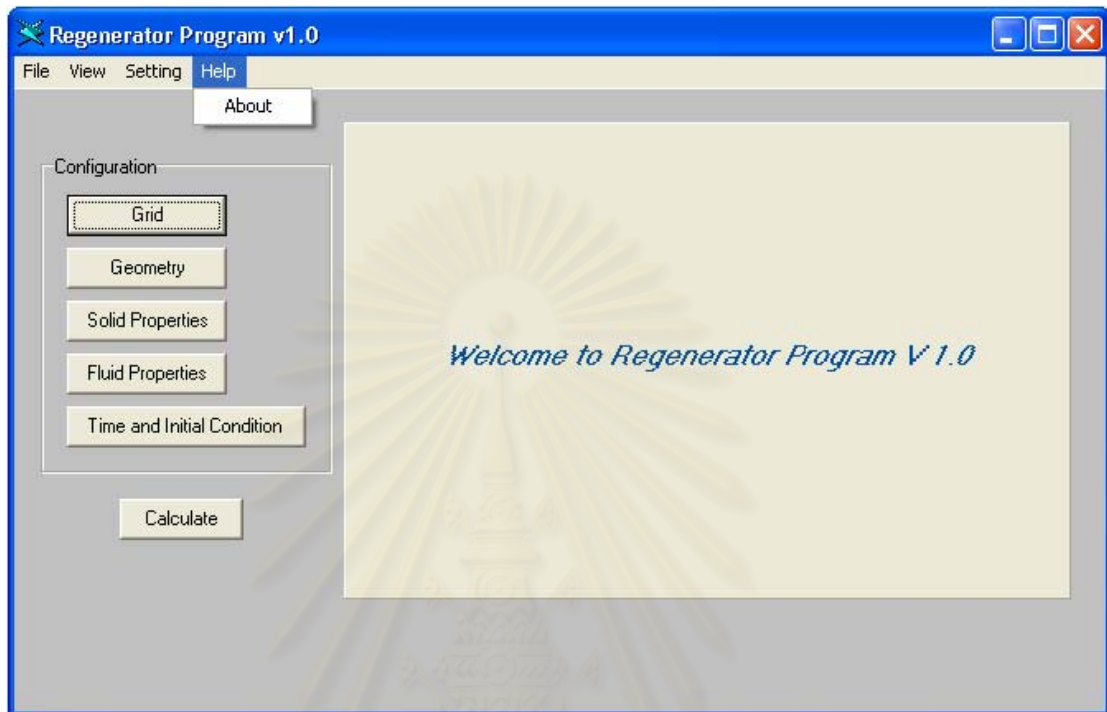 Regenerator Program v1.0
File View Setting Help
About
Configuration
Grid
Geometry
Solid Properties
Fluid Properties
Time and Initial Condition
Calculate
Welcome to Regenerator Program V 1.0